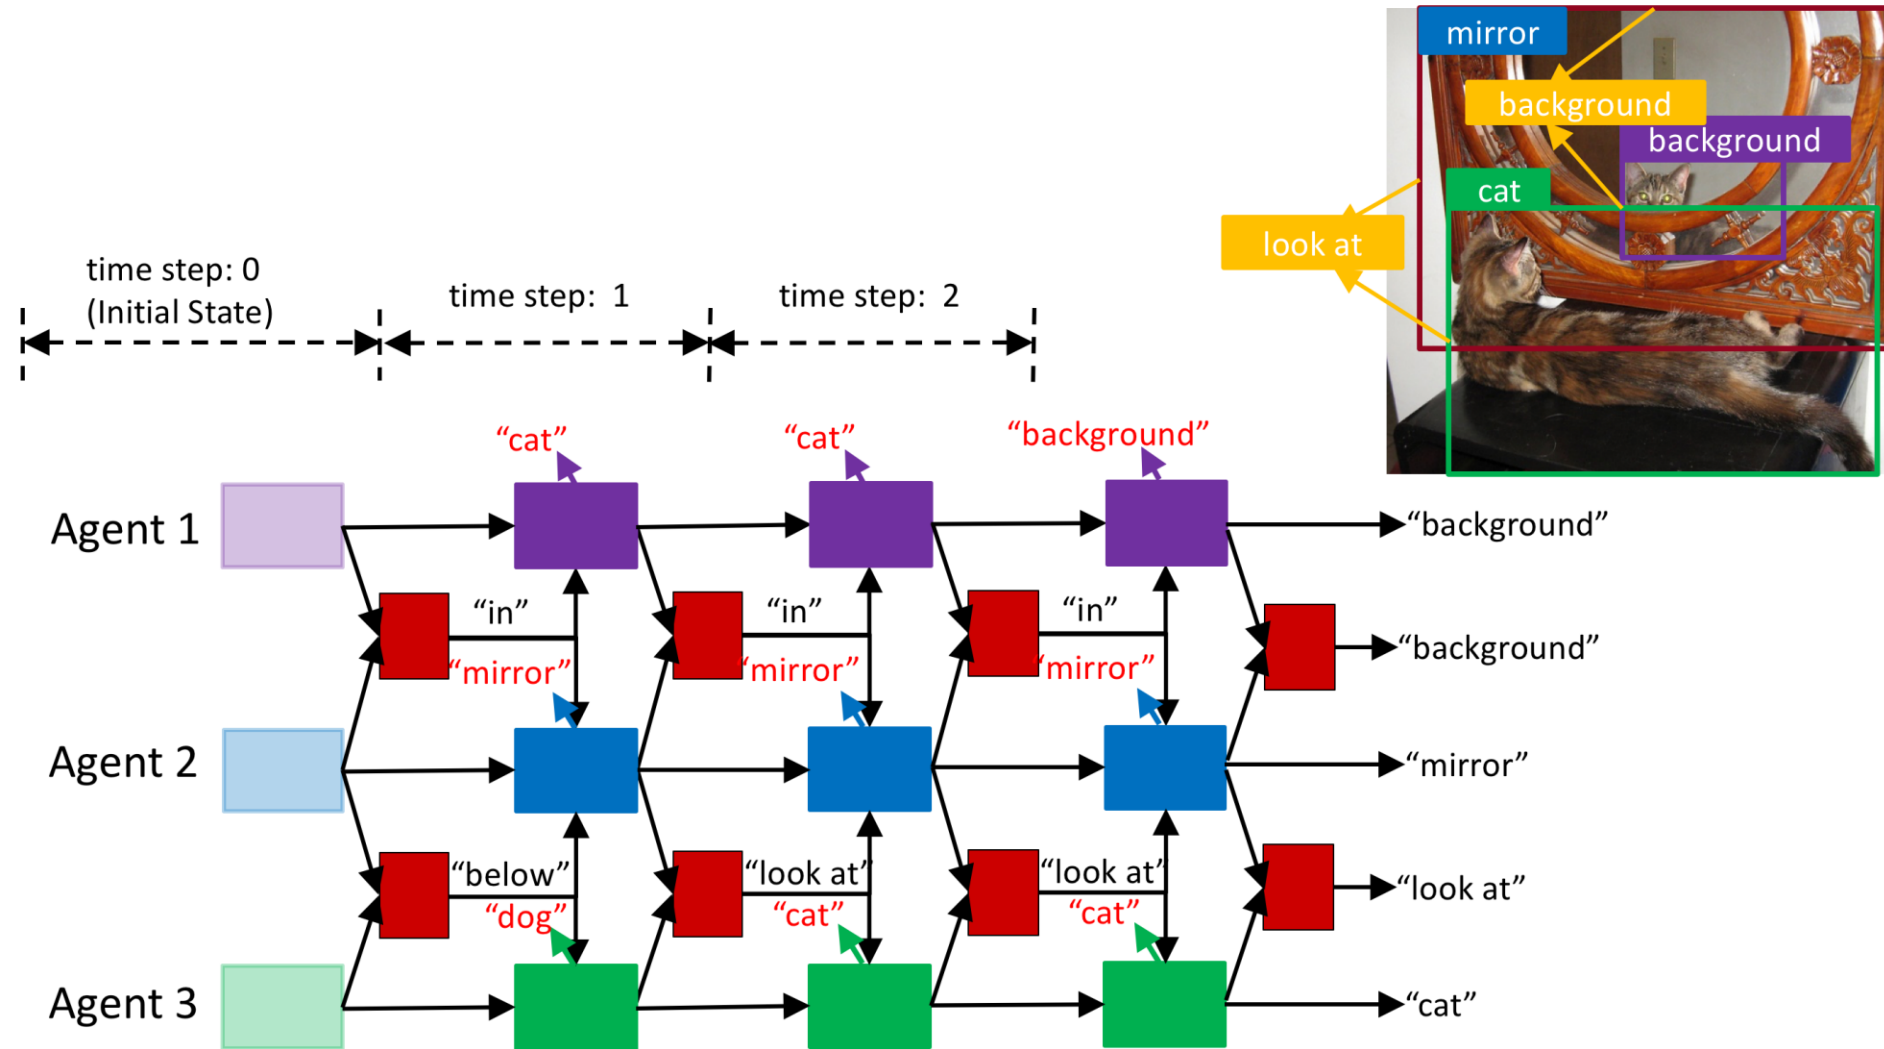 mirror
background
background
cat
look at
time step: 0
(Initial State)
time step: 1
time step: 2
“cat”
“cat”
“background”
Agent 1
“background”
“in”
“in”
“in”
“background”
“mirror”
“mirror”
“mirror”
Agent 2
“mirror”
“below”
“look at”
“look at”
“look at”
“dog”
“cat”
“cat”
Agent 3
“cat”